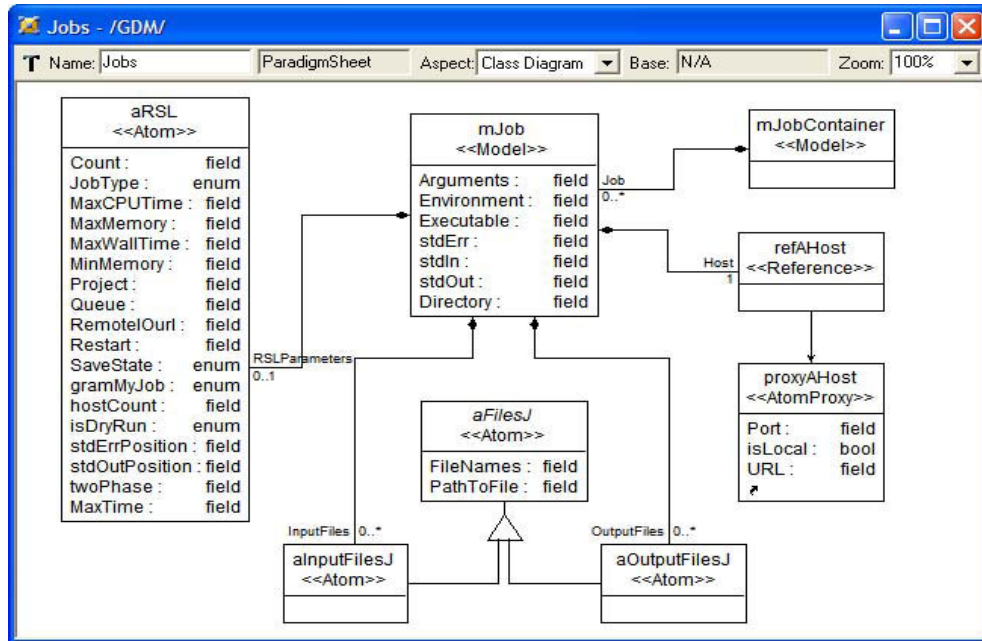 Jobs - /GDM/
T Name: Jobs ParadigmSheet Aspect: Class Diagram Base: N/A Zoom: 100%
aRSL
<<Atom>>
Count : field
JobType : enum
MaxCPUTime : field
MaxMemory : field
MaxWallTime : field
MinMemory : field
Project : field
Queue : field
RemoteIOurl : field
Restart : field
SaveState : enum
gramMyJob : enum
hostCount : field
isDryRun : enum
stdErrPosition : field
stdOutPosition : field
twoPhase : field
MaxTime : field
RSLParameters
0..1
mJob
<<Model>>
Arguments : field
Environment : field
Executable : field
stdErr : field
stdIn : field
stdOut : field
Directory : field
Job
0..*
mJobContainer
<<Model>>
Host
1
refAHost
<<Reference>>
proxyAHost
<<AtomProxy>>
Port : field
isLocal : bool
URL : field
aFilesJ
<<Atom>>
FileNames : field
PathToFile : field
InputFiles 0..*
aInputFilesJ
<<Atom>>
OutputFiles 0..*
aOutputFilesJ
<<Atom>>